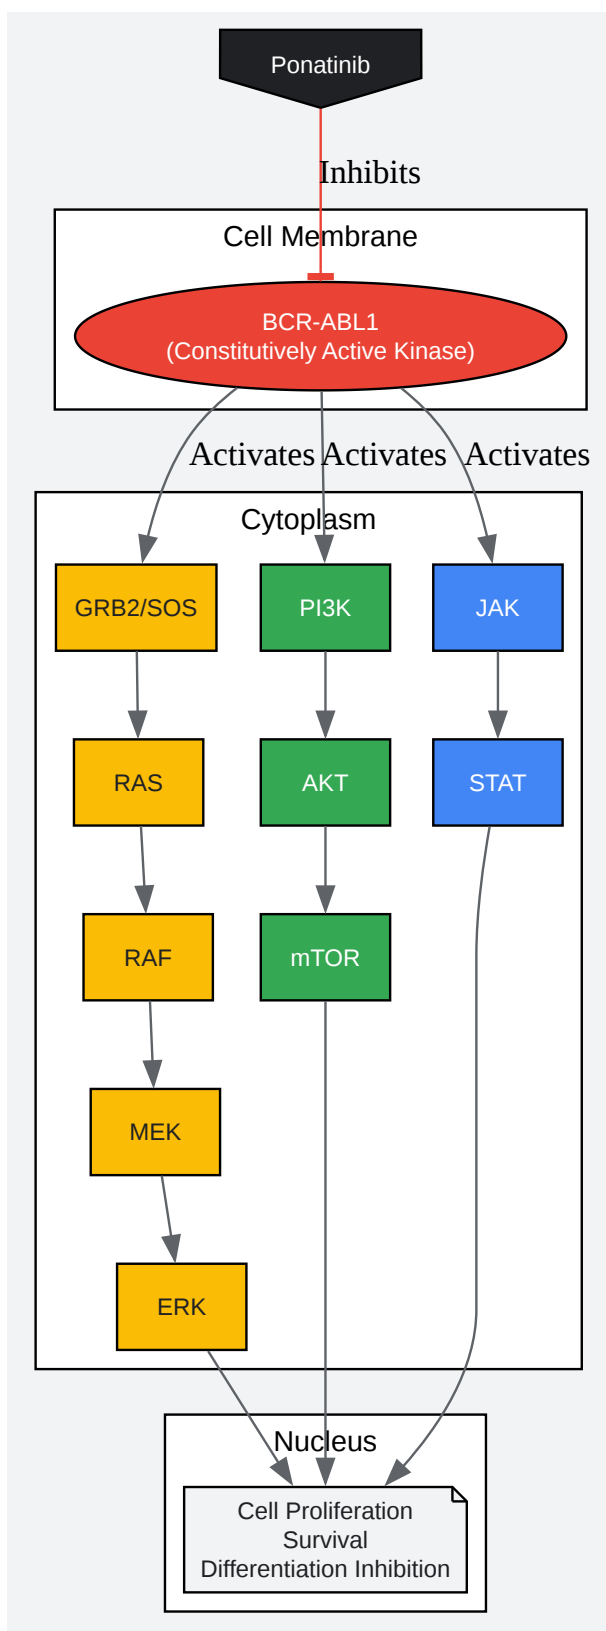 Ponatinib
Inhibits
Cell Membrane
BCR-ABL1
(Constitutively Active Kinase)
Activates
Activates
Activates
Cytoplasm
GRB2/SOS
PI3K
JAK
RAS
AKT
STAT
RAF
mTOR
MEK
ERK
Nucleus
Cell Proliferation
Survival
Differentiation Inhibition